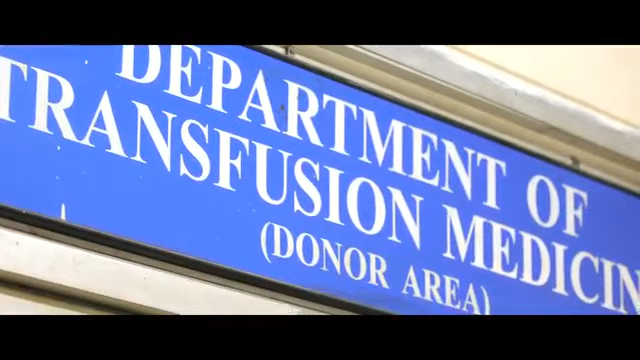 DEPARTMENT OF
TRANSFUSION MEDICIN
(DONOR AREA)